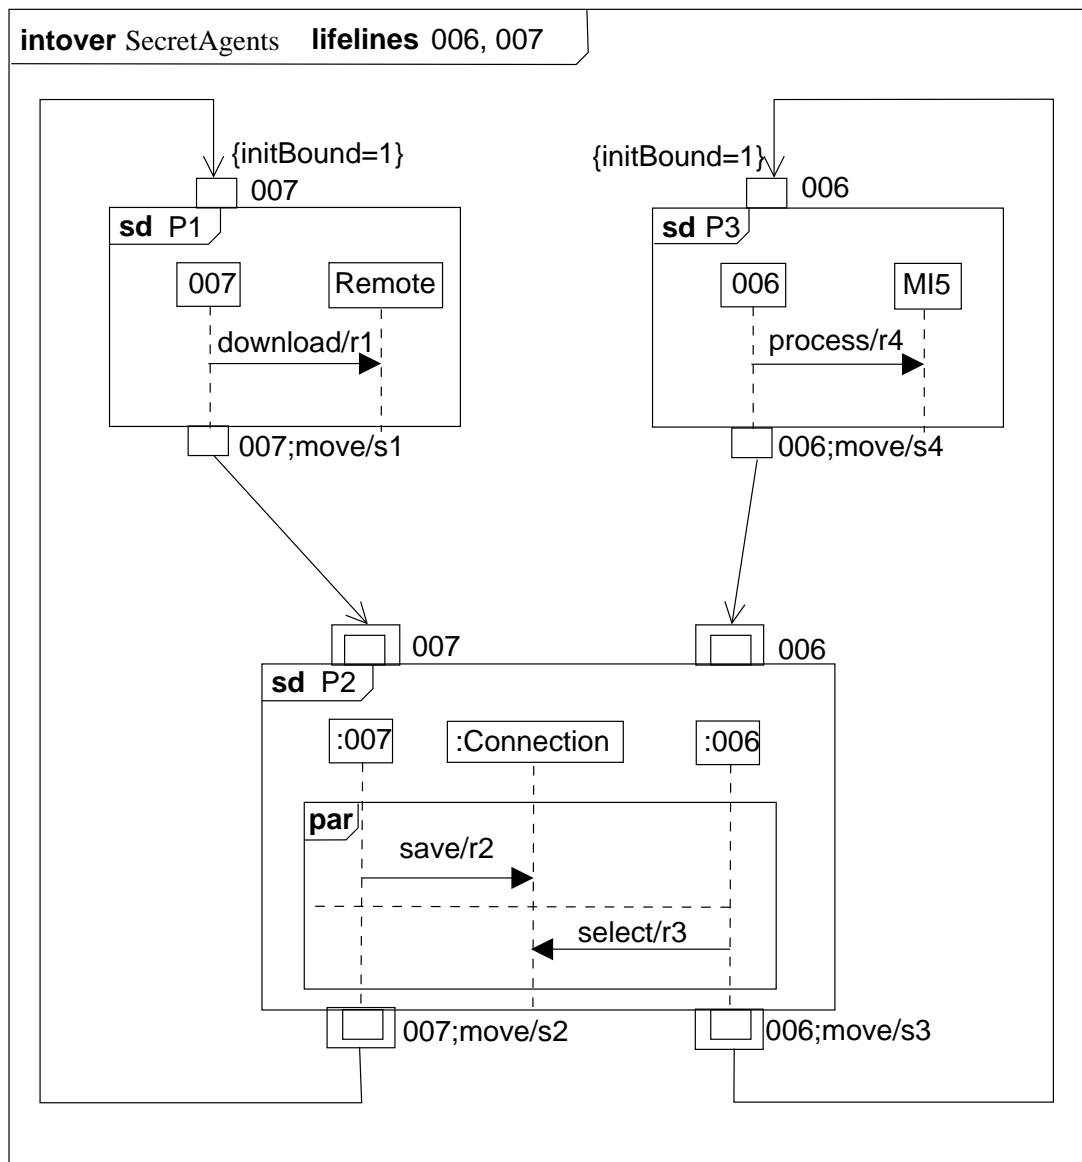 intover SecretAgents lifelines 006, 007
{initBound=1}
007
sd P1
007
Remote
download/r1
007;move/s1
{initBound=1}
006
sd P3
006
MI5
process/r4
006;move/s4
007
006
sd P2
:007
:Connection
:006
par
save/r2
select/r3
007;move/s2
006;move/s3